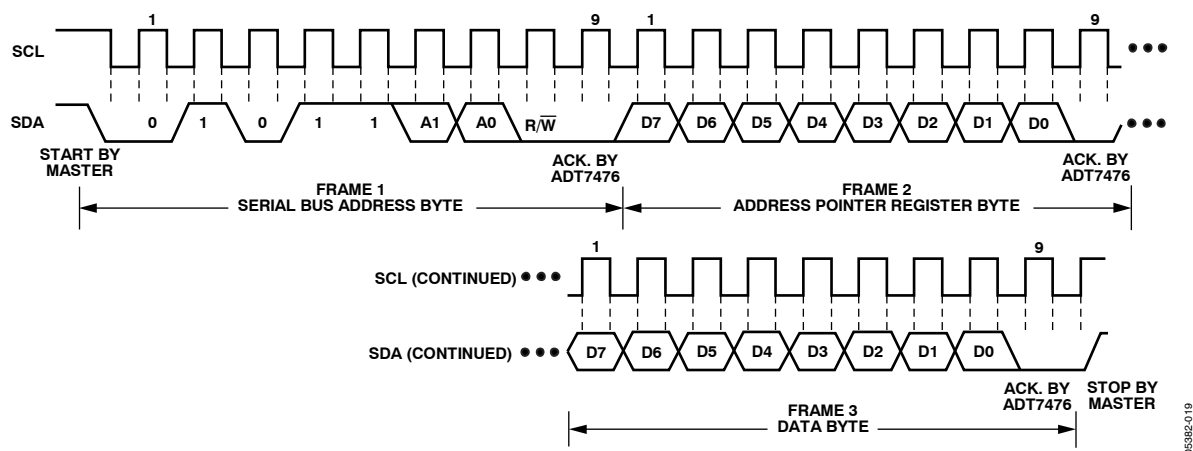 1 9 1 9
SCL
SDA 0 1 0 1 1 A1 A0 R/W̅ D7 D6 D5 D4 D3 D2 D1 D0
START BY MASTER
ACK. BY ADT7476
ACK. BY ADT7476
FRAME 1
SERIAL BUS ADDRESS BYTE
FRAME 2
ADDRESS POINTER REGISTER BYTE
1 9
SCL (CONTINUED)
SDA (CONTINUED) D7 D6 D5 D4 D3 D2 D1 D0
ACK. BY ADT7476
STOP BY MASTER
FRAME 3
DATA BYTE
05382-019